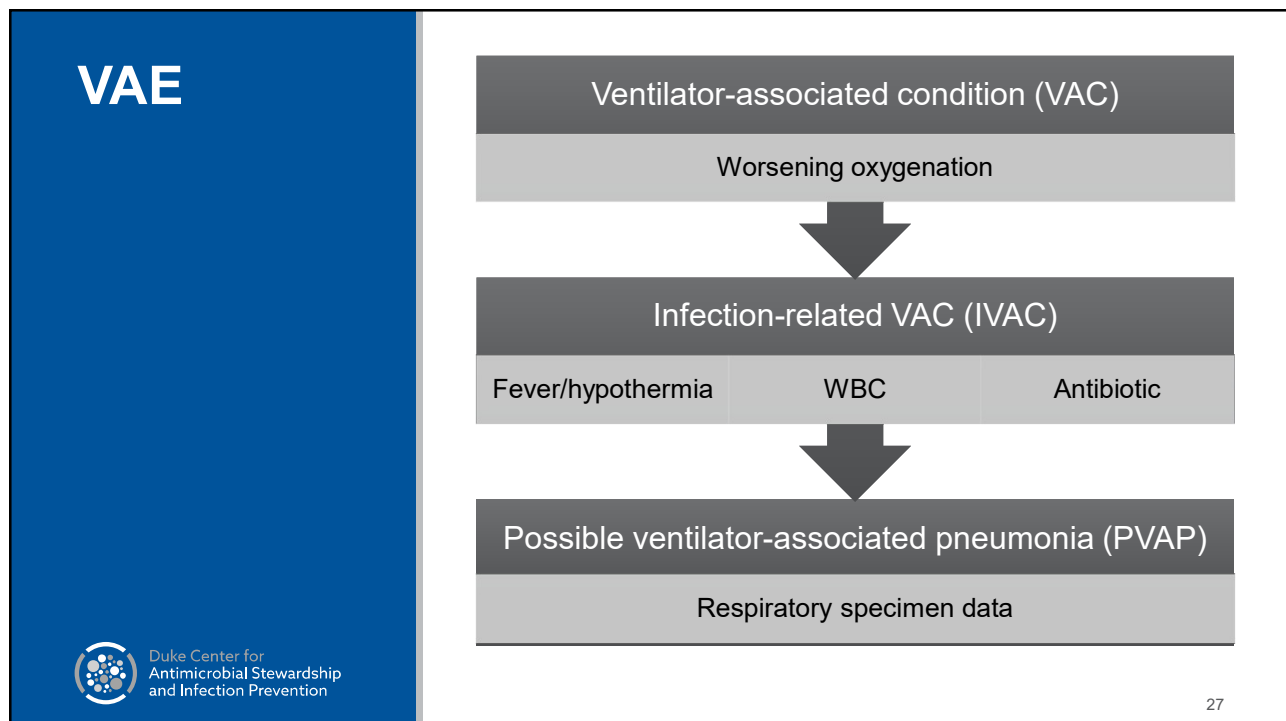 VAE
Ventilator-associated condition (VAC)
Worsening oxygenation
Infection-related VAC (IVAC)
Fever/hypothermia
WBC
Antibiotic
Possible ventilator-associated pneumonia (PVAP)
Respiratory specimen data
Duke Center for
Antimicrobial Stewardship
and Infection Prevention
27